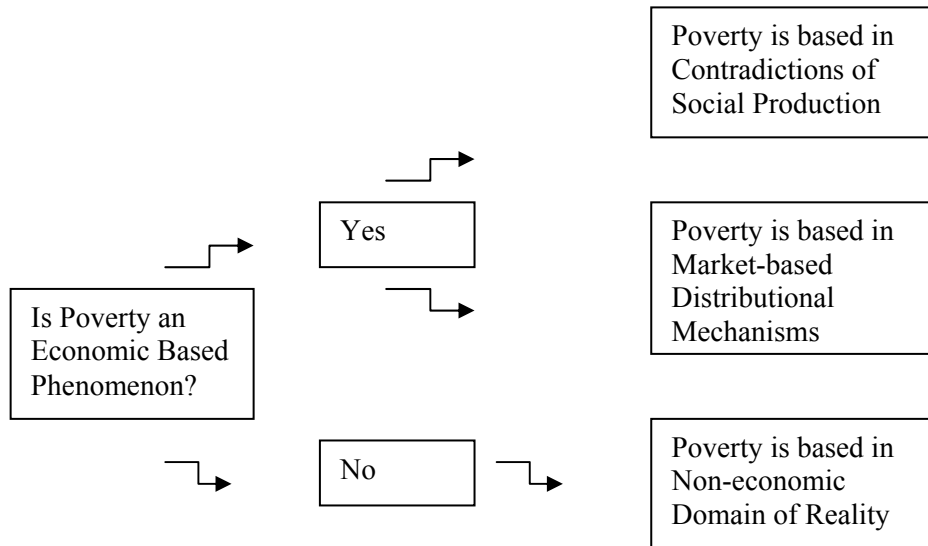 Is Poverty an
Economic Based
Phenomenon?
Yes
No
Poverty is based in
Contradictions of
Social Production
Poverty is based in
Market-based
Distributional
Mechanisms
Poverty is based in
Non-economic
Domain of Reality